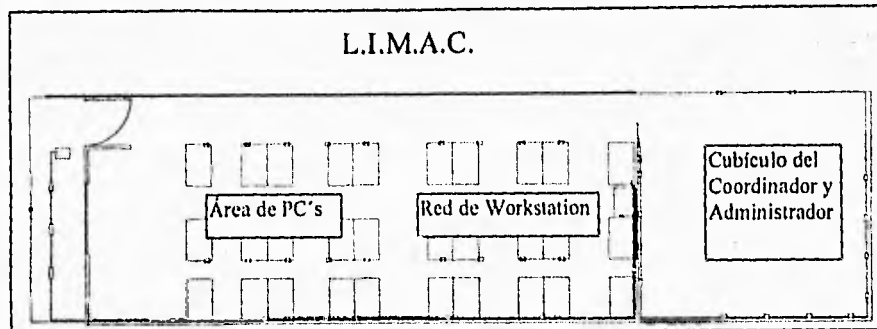 L.I.M.A.C.
Área de PC's
Red de Workstation
Cubículo del
Coordinador y
Administrador